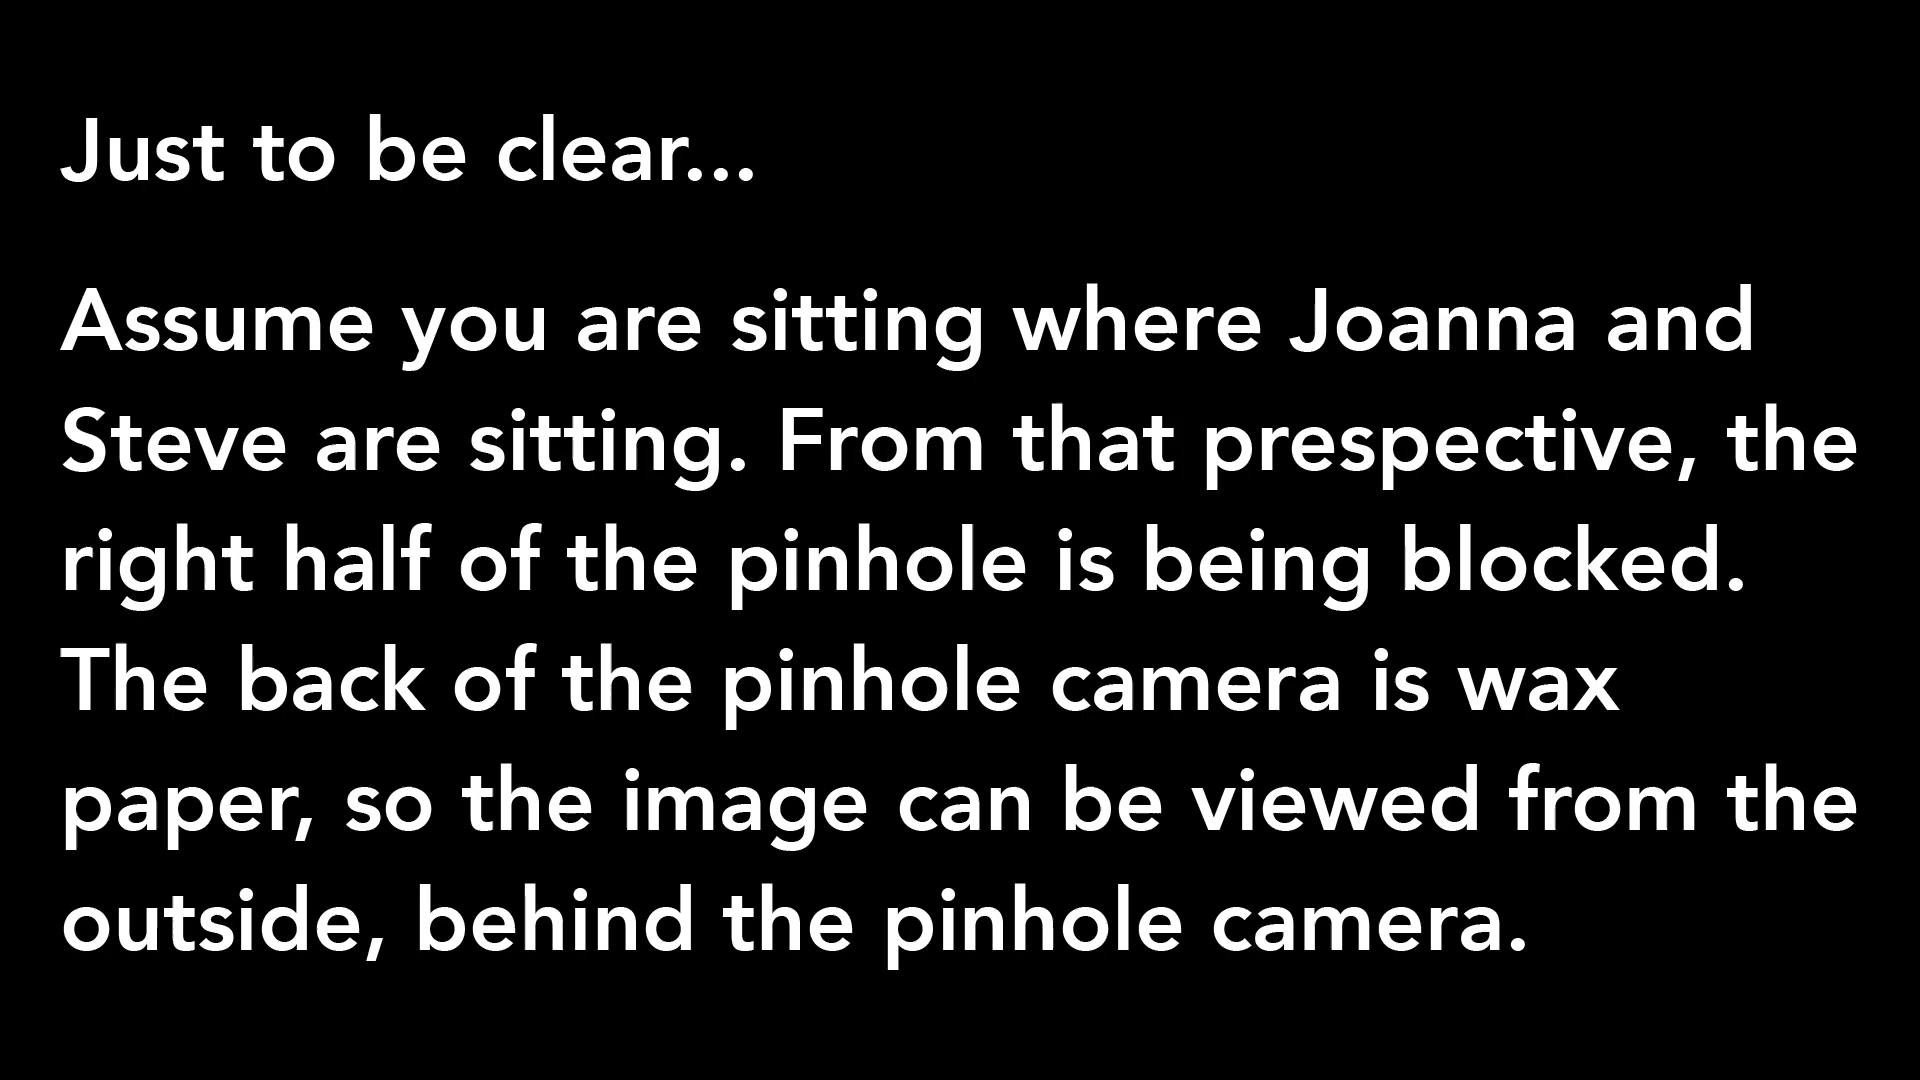 Just to be clear...
Assume you are sitting where Joanna and
Steve are sitting. From that prespective, the
right half of the pinhole is being blocked.
The back of the pinhole camera is wax
paper, so the image can be viewed from the
outside, behind the pinhole camera.